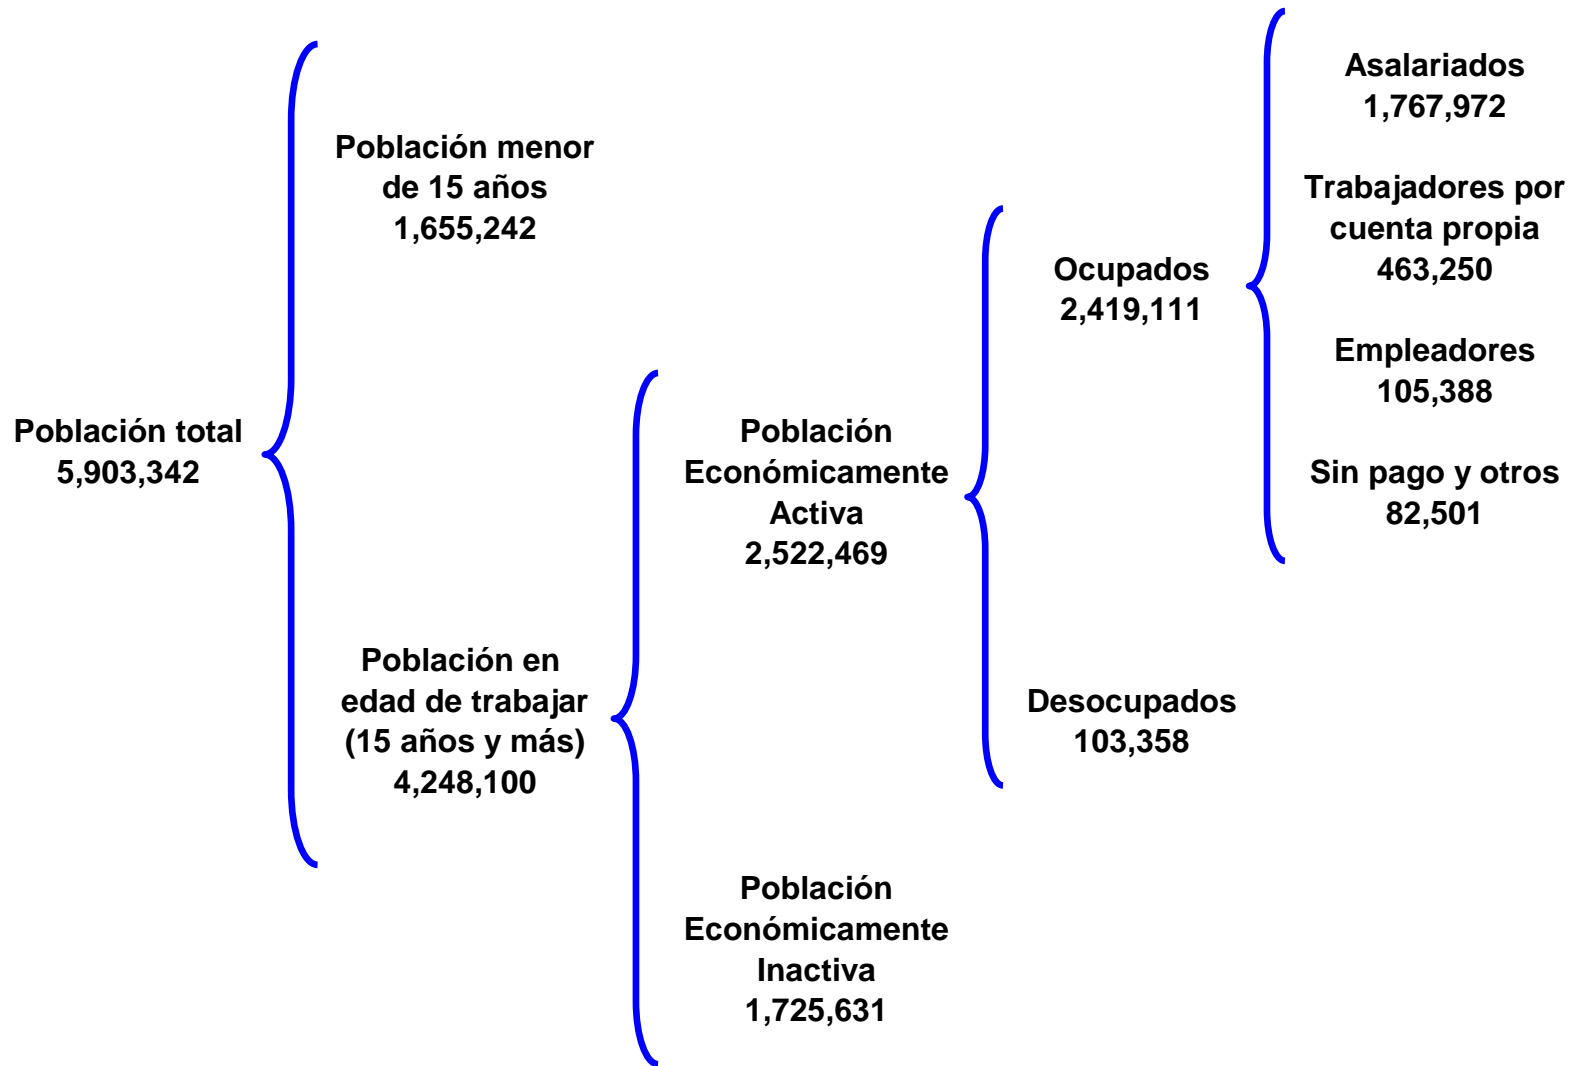 Población total
5,903,342
Población menor
de 15 años
1,655,242
Población en
edad de trabajar
(15 años y más)
4,248,100
Población
Económicamente
Activa
2,522,469
Población
Económicamente
Inactiva
1,725,631
Ocupados
2,419,111
Desocupados
103,358
Asalariados
1,767,972
Trabajadores por
cuenta propia
463,250
Empleadores
105,388
Sin pago y otros
82,501